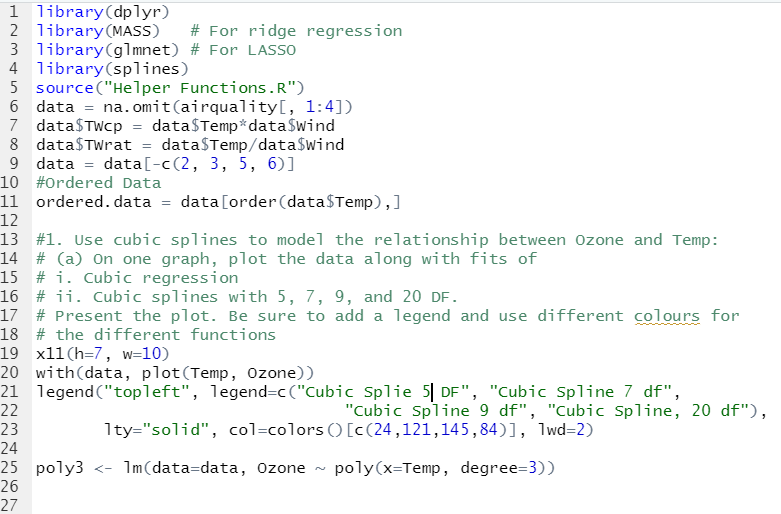 1 library(dplyr)
2 library(MASS)   # For ridge regression
3 library(glmnet) # For LASSO
4 library(splines)
5 source("Helper Functions.R")
6 data = na.omit(airquality[, 1:4])
7 data$TWcp = data$Temp*data$Wind
8 data$TWrat = data$Temp/data$Wind
9 data = data[-c(2, 3, 5, 6)]
10 #Ordered Data
11 ordered.data = data[order(data$Temp),]
12
13 #1. Use cubic splines to model the relationship between Ozone and Temp:
14 # (a) On one graph, plot the data along with fits of
15 # i. Cubic regression
16 # ii. Cubic splines with 5, 7, 9, and 20 DF.
17 # Present the plot. Be sure to add a legend and use different colours for
18 # the different functions
19 x11(h=7, w=10)
20 with(data, plot(Temp, Ozone))
21 legend("topleft", legend=c("Cubic Splie 5 DF", "Cubic Spline 7 df",
22                            "Cubic Spline 9 df", "Cubic Spline, 20 df"),
23        lty="solid", col=colors()[c(24,121,145,84)], lwd=2)
24
25 poly3 <- lm(data=data, Ozone ~ poly(x=Temp, degree=3))
26
27